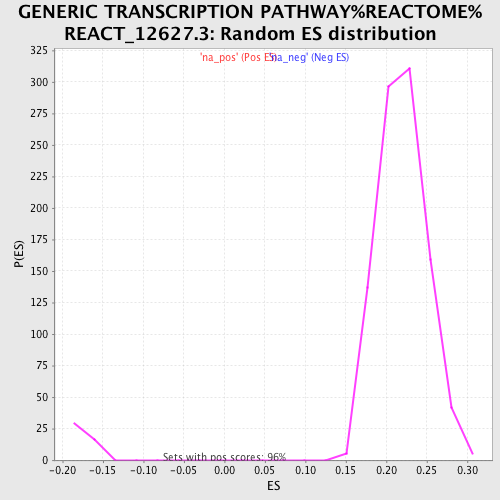 GENERIC TRANSCRIPTION PATHWAY%REACTOME%
REACT_12627.3: Random ES distribution
'na_pos' (Pos ES) 'na_neg' (Neg ES)
325
300
275
250
225
200
175
150
125
100
75
50
25
0
P(ES)
Sets with pos scores: 96%
-0.20 -0.15 -0.10 -0.05 0.00 0.05 0.10 0.15 0.20 0.25 0.30
ES